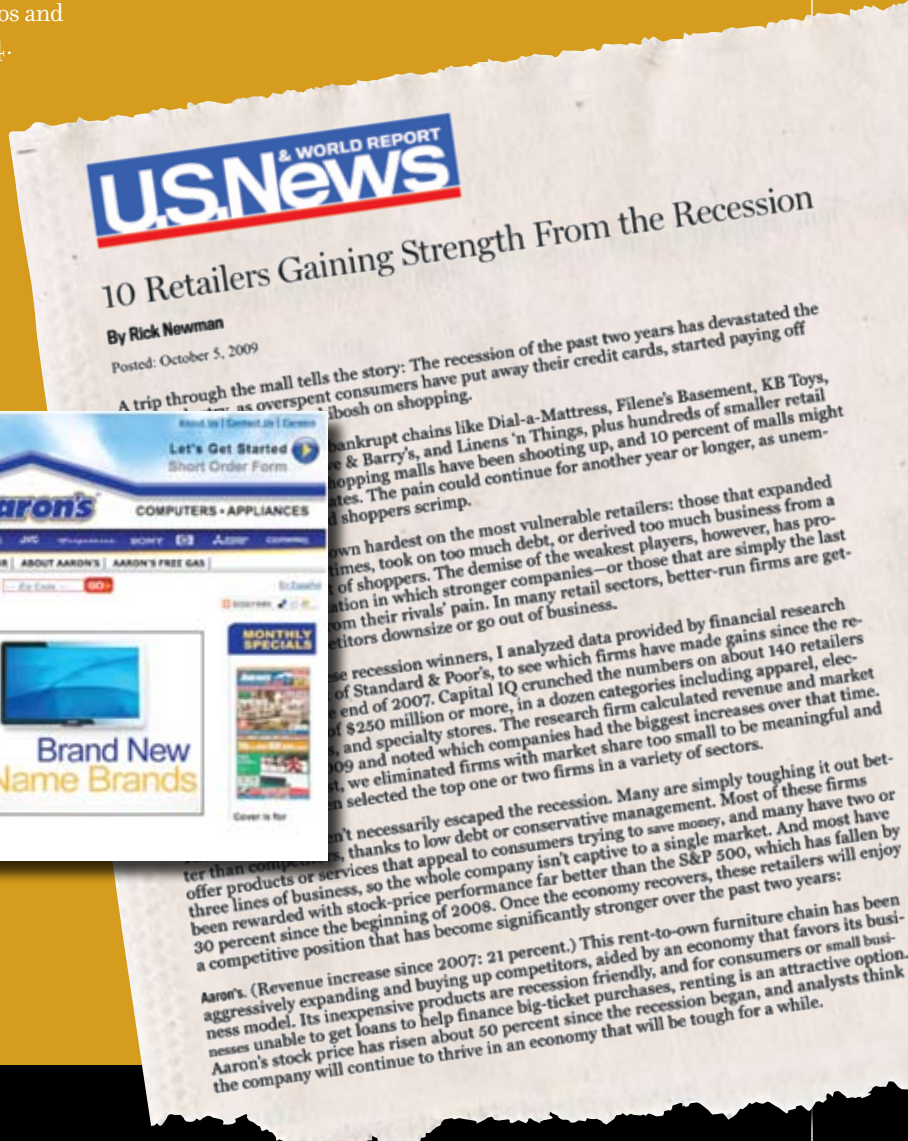 os and
4.
U.S.News
& WORLD REPORT
10 Retailers Gaining Strength From the Recession
By Rick Newman
Posted: October 5, 2009
A trip through the mall tells the story: The recession of the past two years has devastated the
as overspent consumers have put away their credit cards, started paying off
ibosh on shopping.
bankrupt chains like Dial-a-Mattress, Filene's Basement, KB Toys,
e & Barry's, and Linens 'n Things, plus hundreds of smaller retail
opping malls have been shooting up, and 10 percent of malls might
ates. The pain could continue for another year or longer, as unem-
d shoppers scrimp.
own hardest on the most vulnerable retailers: those that expanded
times, took on too much debt, or derived too much business from a
t of shoppers. The demise of the weakest players, however, has pro-
ation in which stronger companies—or those that are simply the last
om their rivals' pain. In many retail sectors, better-run firms are get-
etitors downsize or go out of business.
se recession winners, I analyzed data provided by financial research
of Standard & Poor's, to see which firms have made gains since the re-
e end of 2007. Capital IQ crunched the numbers on about 140 retailers
of $250 million or more, in a dozen categories including apparel, elec-
s, and specialty stores. The research firm calculated revenue and market
09 and noted which companies had the biggest increases over that time.
st, we eliminated firms with market share too small to be meaningful and
en selected the top one or two firms in a variety of sectors.
en't necessarily escaped the recession. Many are simply toughing it out bet-
ter than competitors, thanks to low debt or conservative management. Most of these firms
offer products or services that appeal to consumers trying to save money, and many have two or
three lines of business, so the whole company isn't captive to a single market. And most have
been rewarded with stock-price performance far better than the S&P 500, which has fallen by
30 percent since the beginning of 2008. Once the economy recovers, these retailers will enjoy
a competitive position that has become significantly stronger over the past two years:
Aaron's. (Revenue increase since 2007: 21 percent.) This rent-to-own furniture chain has been
aggressively expanding and buying up competitors, aided by an economy that favors its busi-
ness model. Its inexpensive products are recession friendly, and for consumers or small busi-
nesses unable to get loans to help finance big-ticket purchases, renting is an attractive option.
Aaron's stock price has risen about 50 percent since the recession began, and analysts think
the company will continue to thrive in an economy that will be tough for a while.
About Us | Contact Us | Careers
Let's Get Started
Short Order Form
aron's
COMPUTERS • APPLIANCES
JVC SONY hp
ABOUT AARON'S | AARON'S FREE GAS |
Zip Code GO
En Español
MONTHLY
SPECIALS
Brand New
Name Brands
Cover is for